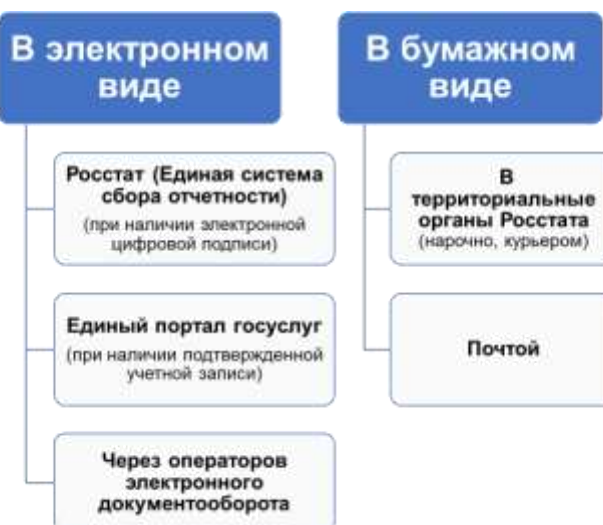 В электронном
виде
Росстат (Единая система
сбора отчетности)
(при наличии электронной
цифровой подписи)
Единый портал госуслуг
(при наличии подтвержденной
учетной записи)
Через операторов
электронного
документооборота
В бумажном
виде
В
территориальные
органы Росстата
(нарочно, курьером)
Почтой